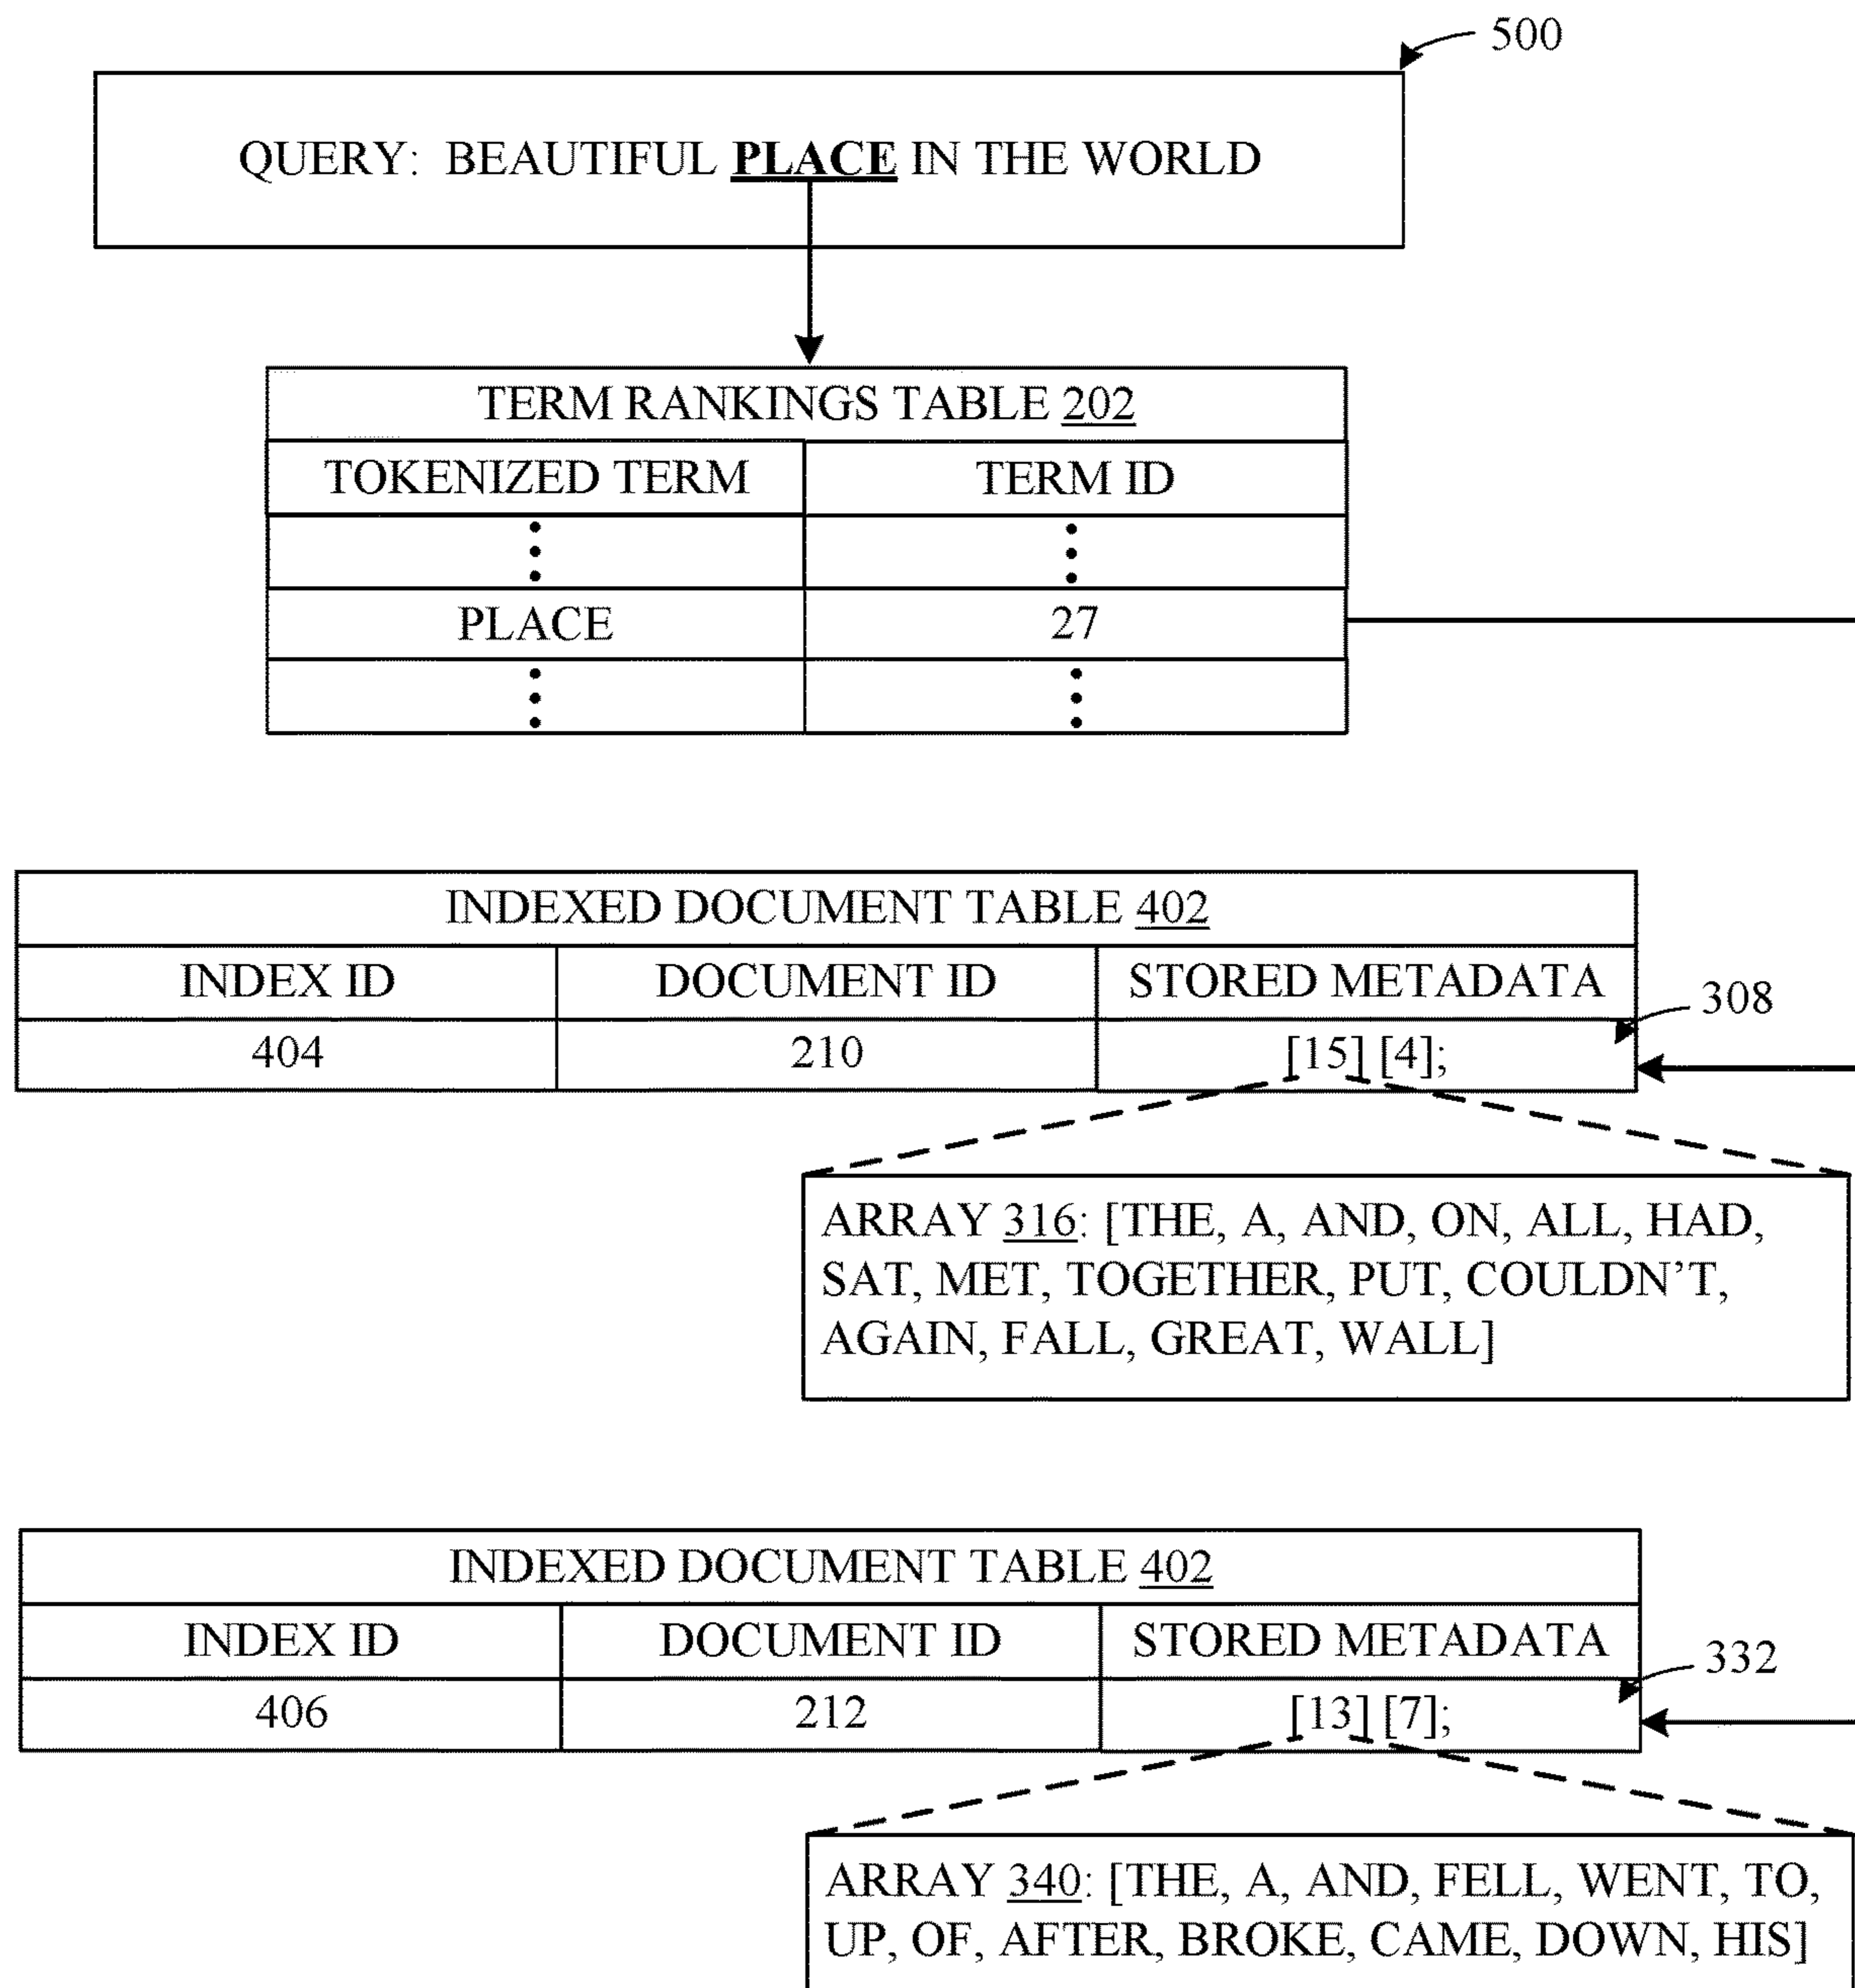 500
QUERY: BEAUTIFUL PLACE IN THE WORLD
TERM RANKINGS TABLE 202
TOKENIZED TERM TERM ID
PLACE 27
INDEXED DOCUMENT TABLE 402
INDEX ID DOCUMENT ID STORED METADATA
308
404 210 [15] [4];
ARRAY 316: [THE, A, AND, ON, ALL, HAD,
SAT, MET, TOGETHER, PUT, COULDN'T,
AGAIN, FALL, GREAT, WALL]
INDEXED DOCUMENT TABLE 402
INDEX ID DOCUMENT ID STORED METADATA
332
406 212 [13] [7];
ARRAY 340: [THE, A, AND, FELL, WENT, TO,
UP, OF, AFTER, BROKE, CAME, DOWN, HIS]